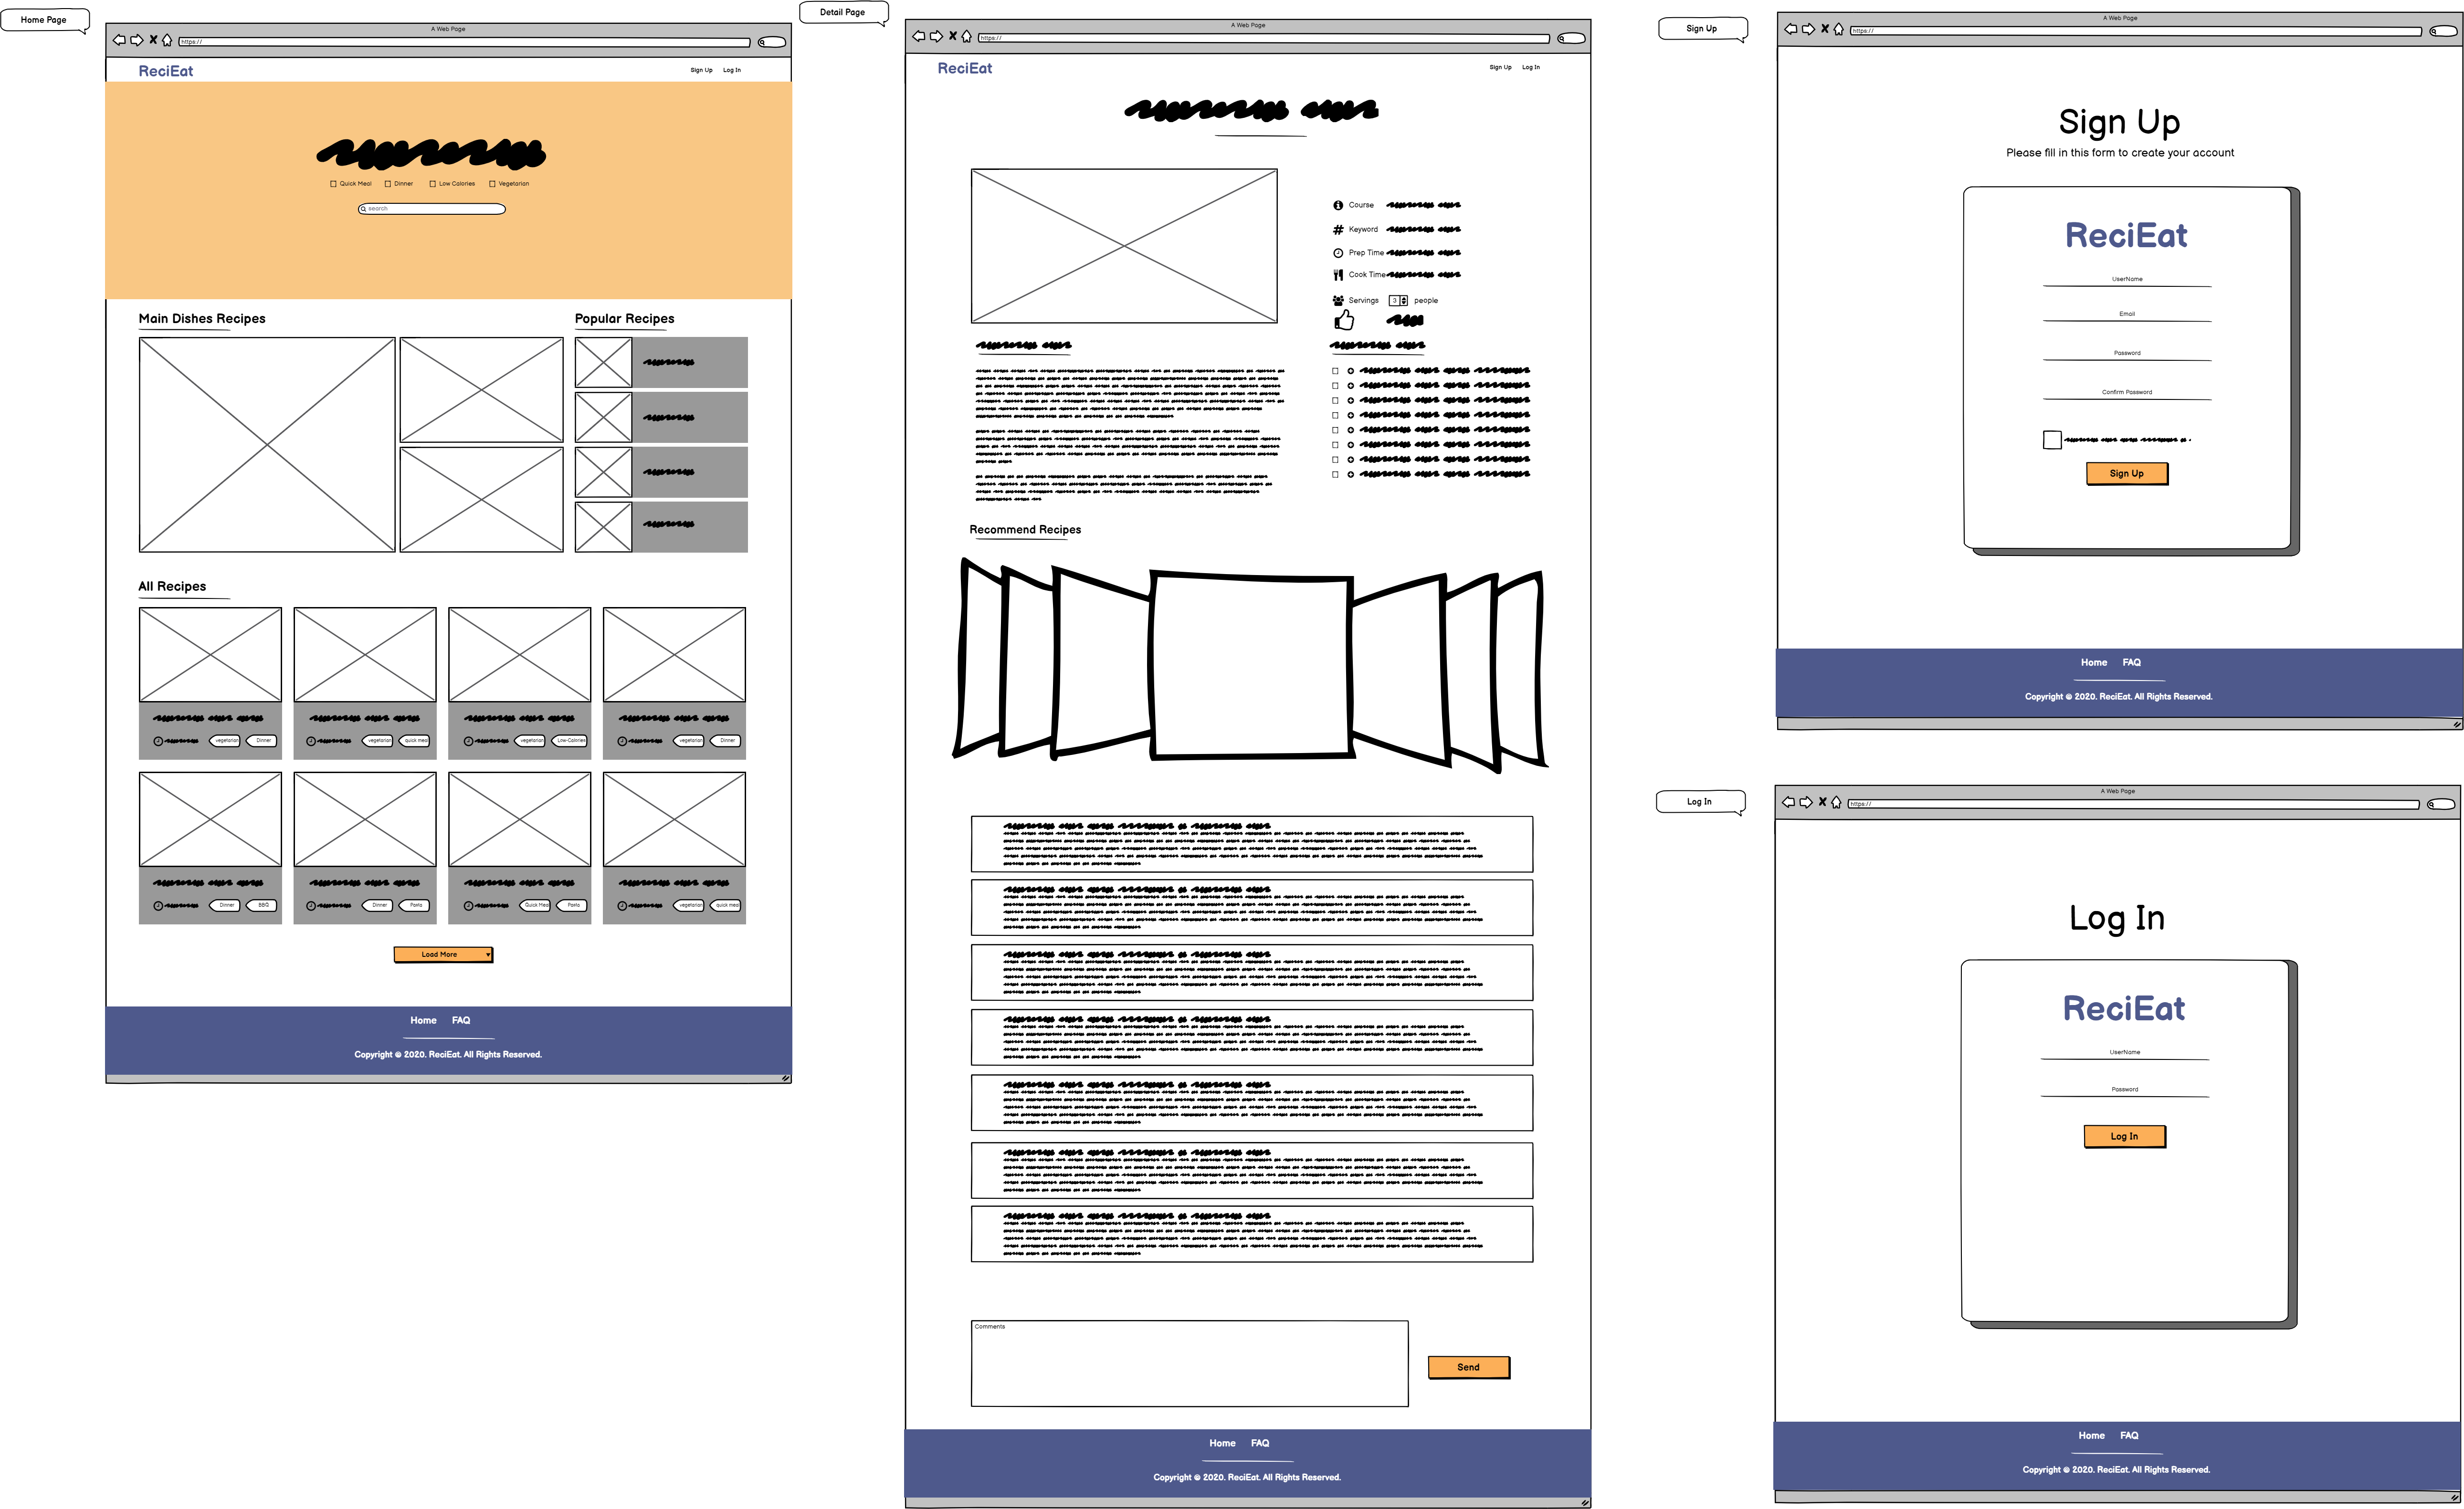 Home Page
A Web Page
https://
ReciEat
Sign Up Log In
Quick Meal Dinner Low Calories Vegetarian
search
Main Dishes Recipes
Popular Recipes
All Recipes
vegetarian Dinner
vegetarian quick meal
vegetarian Low-Calories
vegetarian Dinner
Dinner BBQ
Dinner Pasta
Quick Meal Pasta
vegetarian quick meal
Load More
Home FAQ
Copyright © 2020. ReciEat. All Rights Reserved.
Detail Page
A Web Page
https://
ReciEat
Sign Up Log In
Course
Keyword
Prep Time
Cook Time
Servings 3 people
Recommend Recipes
Comments
Send
Home FAQ
Copyright © 2020. ReciEat. All Rights Reserved.
Sign Up
A Web Page
https://
Sign Up
Please fill in this form to create your account
ReciEat
UserName
Email
Password
Confirm Password
Sign Up
Home FAQ
Copyright © 2020. ReciEat. All Rights Reserved.
Log In
A Web Page
https://
Log In
ReciEat
UserName
Password
Log In
Home FAQ
Copyright © 2020. ReciEat. All Rights Reserved.